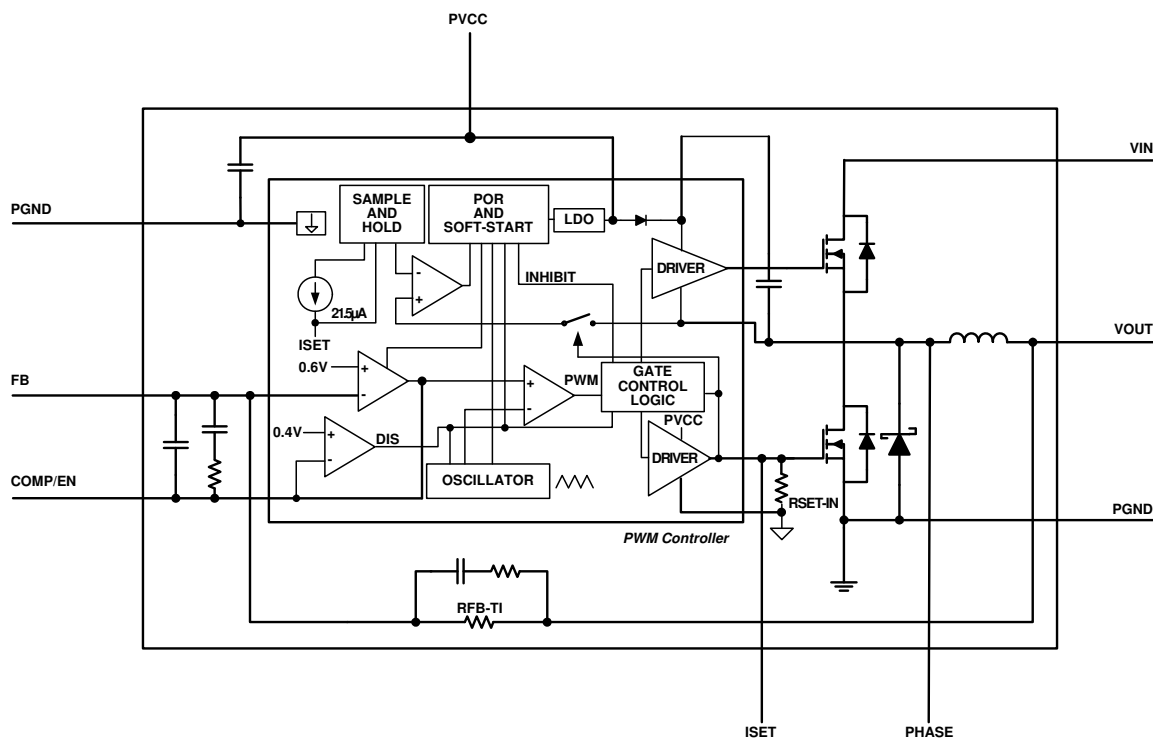 PVCC
VIN
PGND
SAMPLE
AND
HOLD
POR
AND
SOFT-START
LDO
DRIVER
INHIBIT
-
+
21.5µA
ISET
VOUT
0.6V
+
-
FB
+
-
PWM
GATE
CONTROL
LOGIC
0.4V
+
-
DIS
PVCC
DRIVER
COMP/EN
OSCILLATOR
RSET-IN
PGND
PWM Controller
RFB-TI
ISET
PHASE